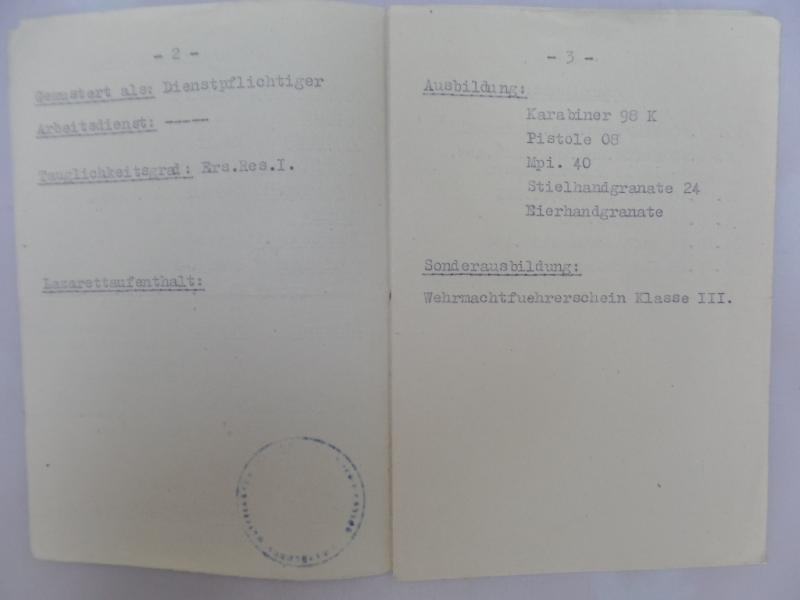 - 2 -
Gemustert als: Dienstpflichtiger
Arbeitsdienst: -----
Tauglichkeitsgrad: Ers.Res.I.
Lazarettaufenthalt:
- 3 -
Ausbildung:
Karabiner 98 K
Pistole 08
Mpi. 40
Stielhandgranate 24
Eierhandgranate
Sonderausbildung:
Wehrmachtfuehrerschein Klasse III.